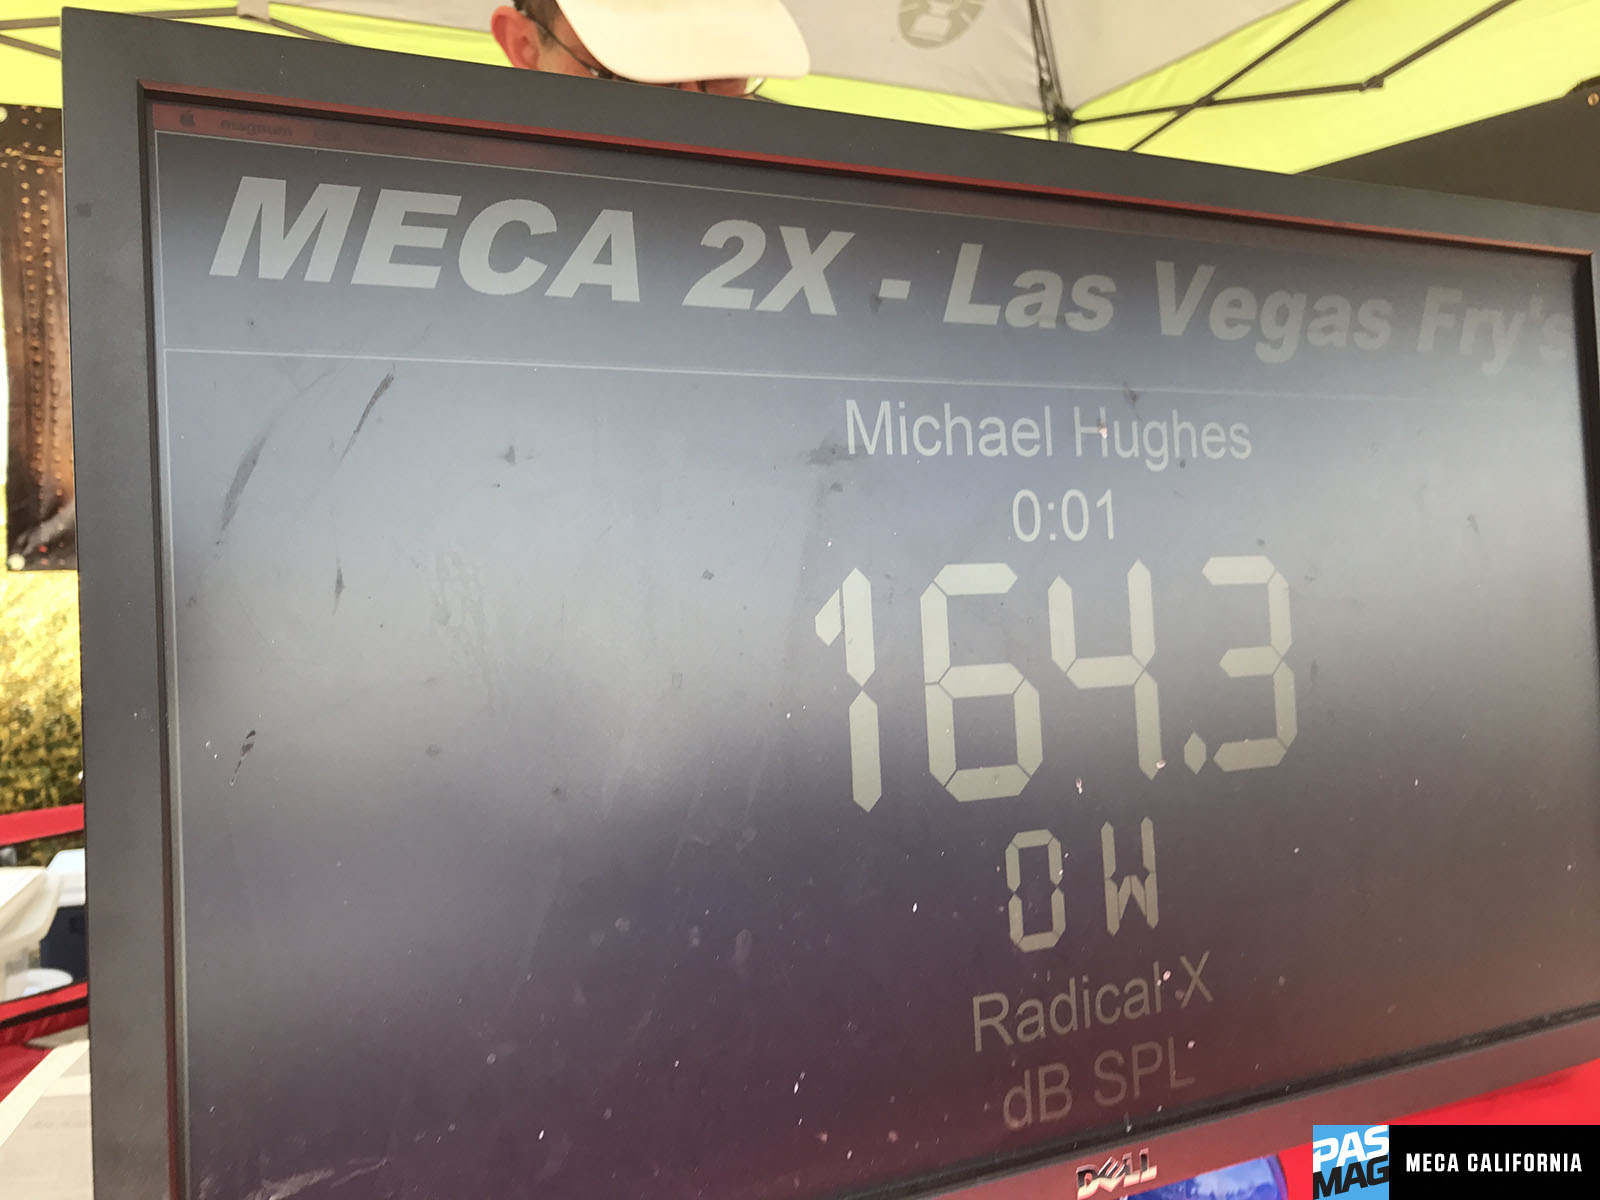 magnum
MECA 2X - Las Vegas Fry's
Michael Hughes
0:01
164.3
0 W
Radical X
dB SPL
DELL
PAS MAG
MECA CALIFORNIA